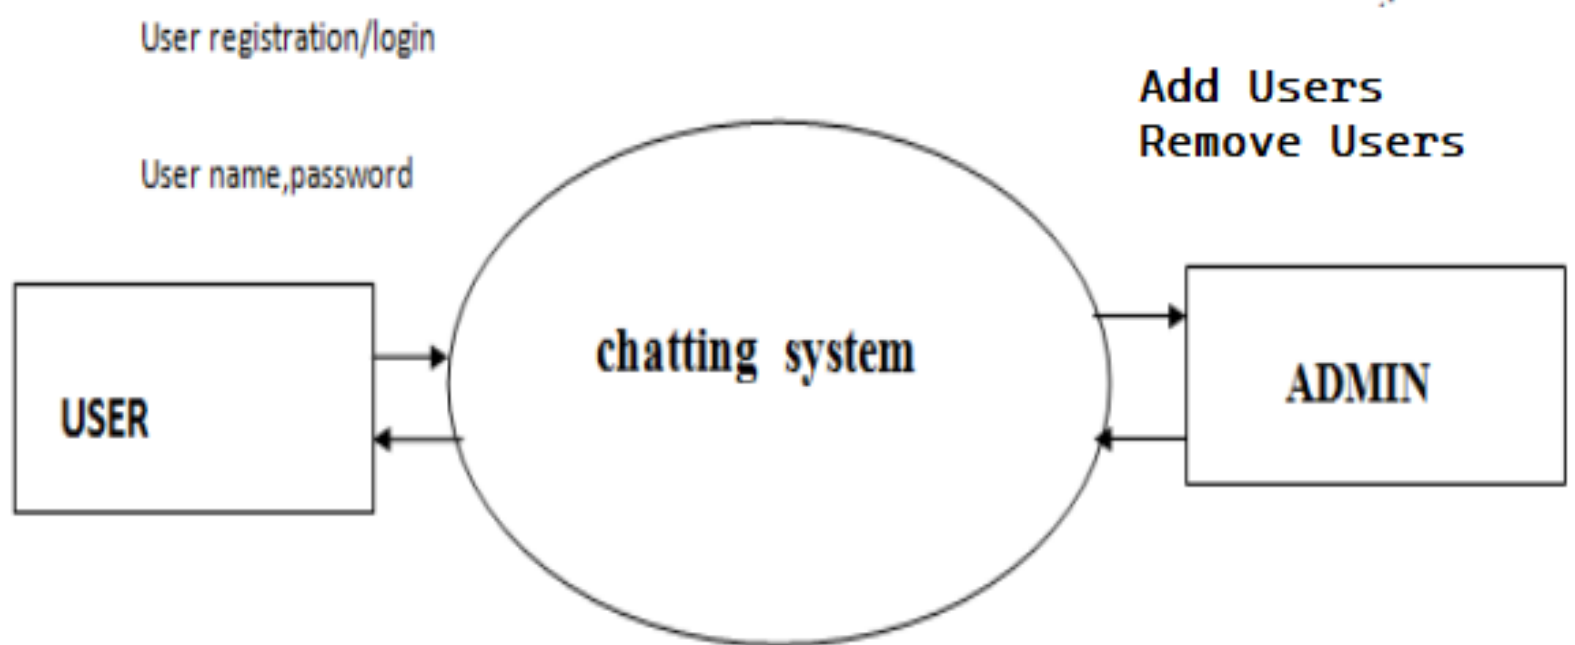 User registration/login
Add Users
Remove Users
User name,password
chatting system
ADMIN
USER